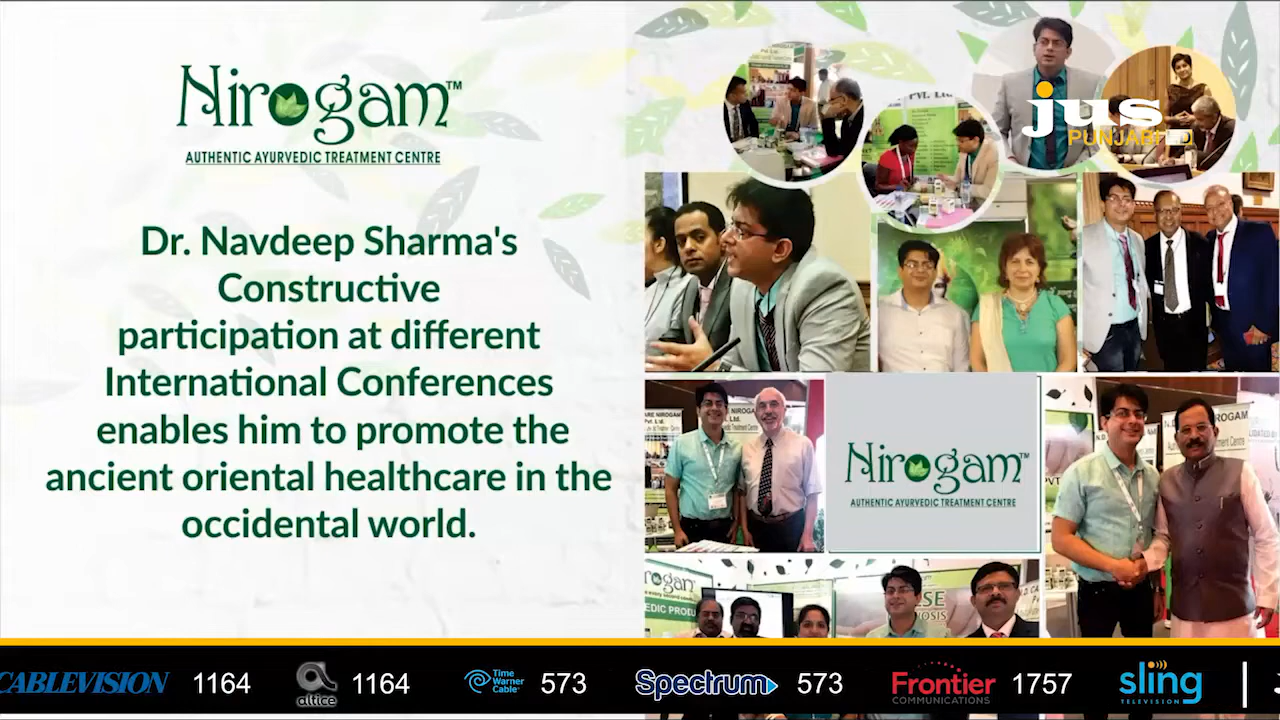 Nirogam™
AUTHENTIC AYURVEDIC TREATMENT CENTRE
Dr. Navdeep Sharma's
Constructive
participation at different
International Conferences
enables him to promote the
ancient oriental healthcare in the
occidental world.
jus
PUNJABI
Nirogam™
AUTHENTIC AYURVEDIC TREATMENT CENTRE
CABLEVISION 1164 altice 1164 Time Warner Cable 573 Spectrum 573 Frontier COMMUNICATIONS 1757 sling TELEVISION